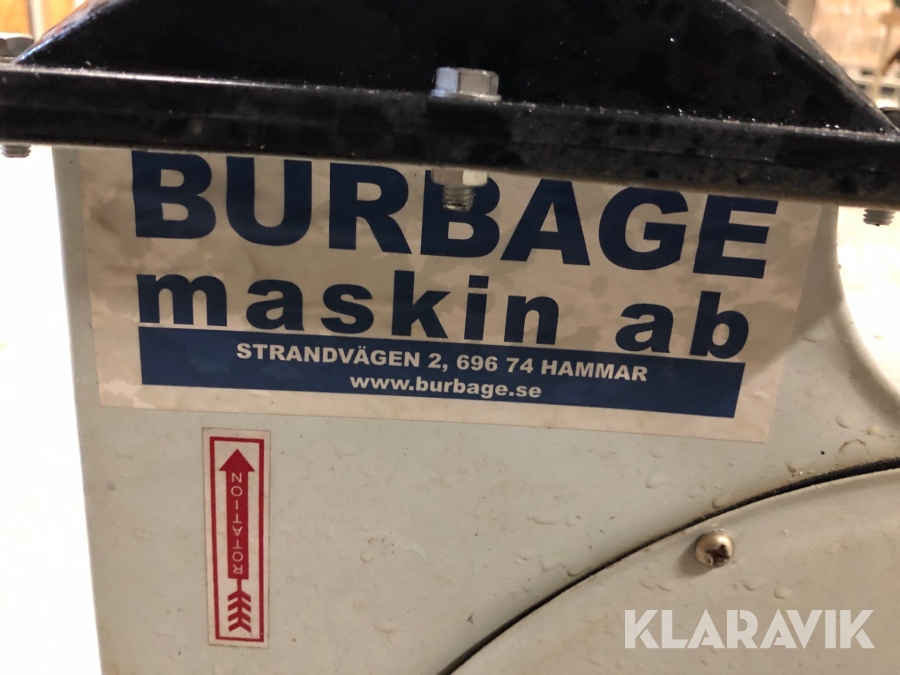 BURBAGE
maskin ab
STRANDVÄGEN 2, 696 74 HAMMAR
www.burbage.se
ROTATION
KLARAVIK